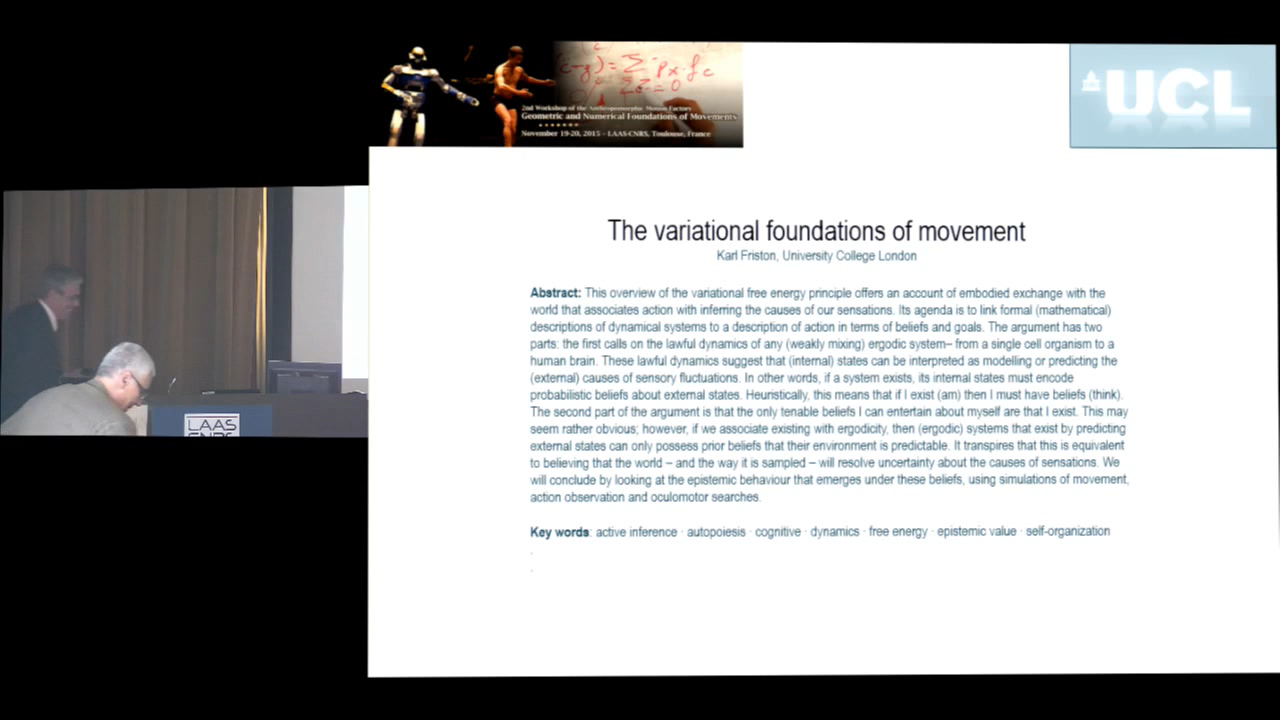 (c-y) = Σ px·fc
Σ = 0
2nd Workshop of the Anthropomorphic Motion Factory
Geometric and Numerical Foundations of Movements
November 19-20, 2015 – LAAS-CNRS, Toulouse, France
UCL
The variational foundations of movement
Karl Friston, University College London
Abstract: This overview of the variational free energy principle offers an account of embodied exchange with the
world that associates action with inferring the causes of our sensations. Its agenda is to link formal (mathematical)
descriptions of dynamical systems to a description of action in terms of beliefs and goals. The argument has two
parts: the first calls on the lawful dynamics of any (weakly mixing) ergodic system– from a single cell organism to a
human brain. These lawful dynamics suggest that (internal) states can be interpreted as modelling or predicting the
(external) causes of sensory fluctuations. In other words, if a system exists, its internal states must encode
probabilistic beliefs about external states. Heuristically, this means that if I exist (am) then I must have beliefs (think).
The second part of the argument is that the only tenable beliefs I can entertain about myself are that I exist. This may
seem rather obvious; however, if we associate existing with ergodicity, then (ergodic) systems that exist by predicting
external states can only possess prior beliefs that their environment is predictable. It transpires that this is equivalent
to believing that the world – and the way it is sampled – will resolve uncertainty about the causes of sensations. We
will conclude by looking at the epistemic behaviour that emerges under these beliefs, using simulations of movement,
action observation and oculomotor searches.
Key words: active inference · autopoiesis · cognitive · dynamics · free energy · epistemic value · self-organization
LAAS
CNRS